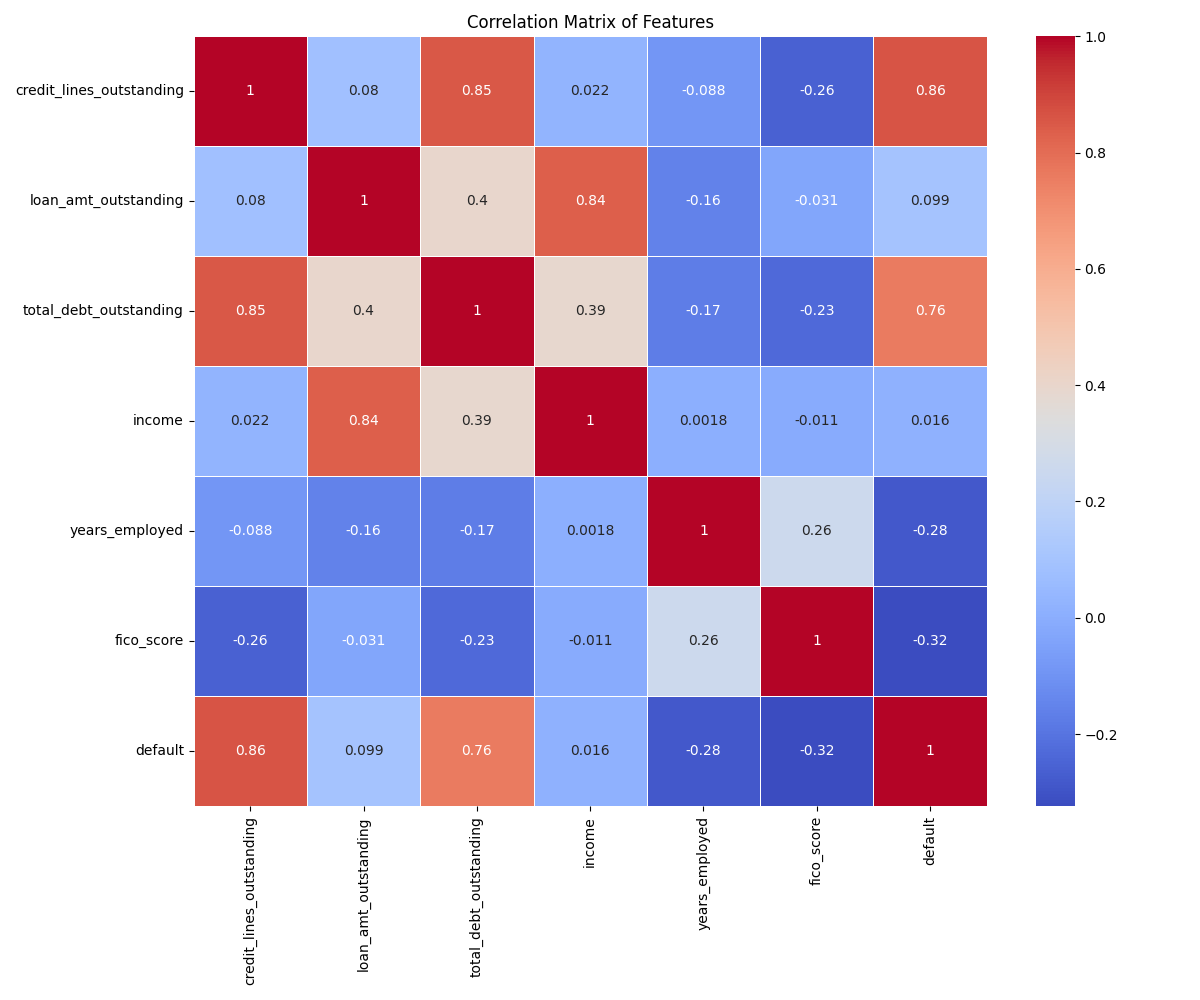 Correlation Matrix of Features
credit_lines_outstanding 1 0.08 0.85 0.022 -0.088 -0.26 0.86
loan_amt_outstanding 0.08 1 0.4 0.84 -0.16 -0.031 0.099
total_debt_outstanding 0.85 0.4 1 0.39 -0.17 -0.23 0.76
income 0.022 0.84 0.39 1 0.0018 -0.011 0.016
years_employed -0.088 -0.16 -0.17 0.0018 1 0.26 -0.28
fico_score -0.26 -0.031 -0.23 -0.011 0.26 1 -0.32
default 0.86 0.099 0.76 0.016 -0.28 -0.32 1
credit_lines_outstanding
loan_amt_outstanding
total_debt_outstanding
income
years_employed
fico_score
default
1.0
0.8
0.6
0.4
0.2
0.0
−0.2